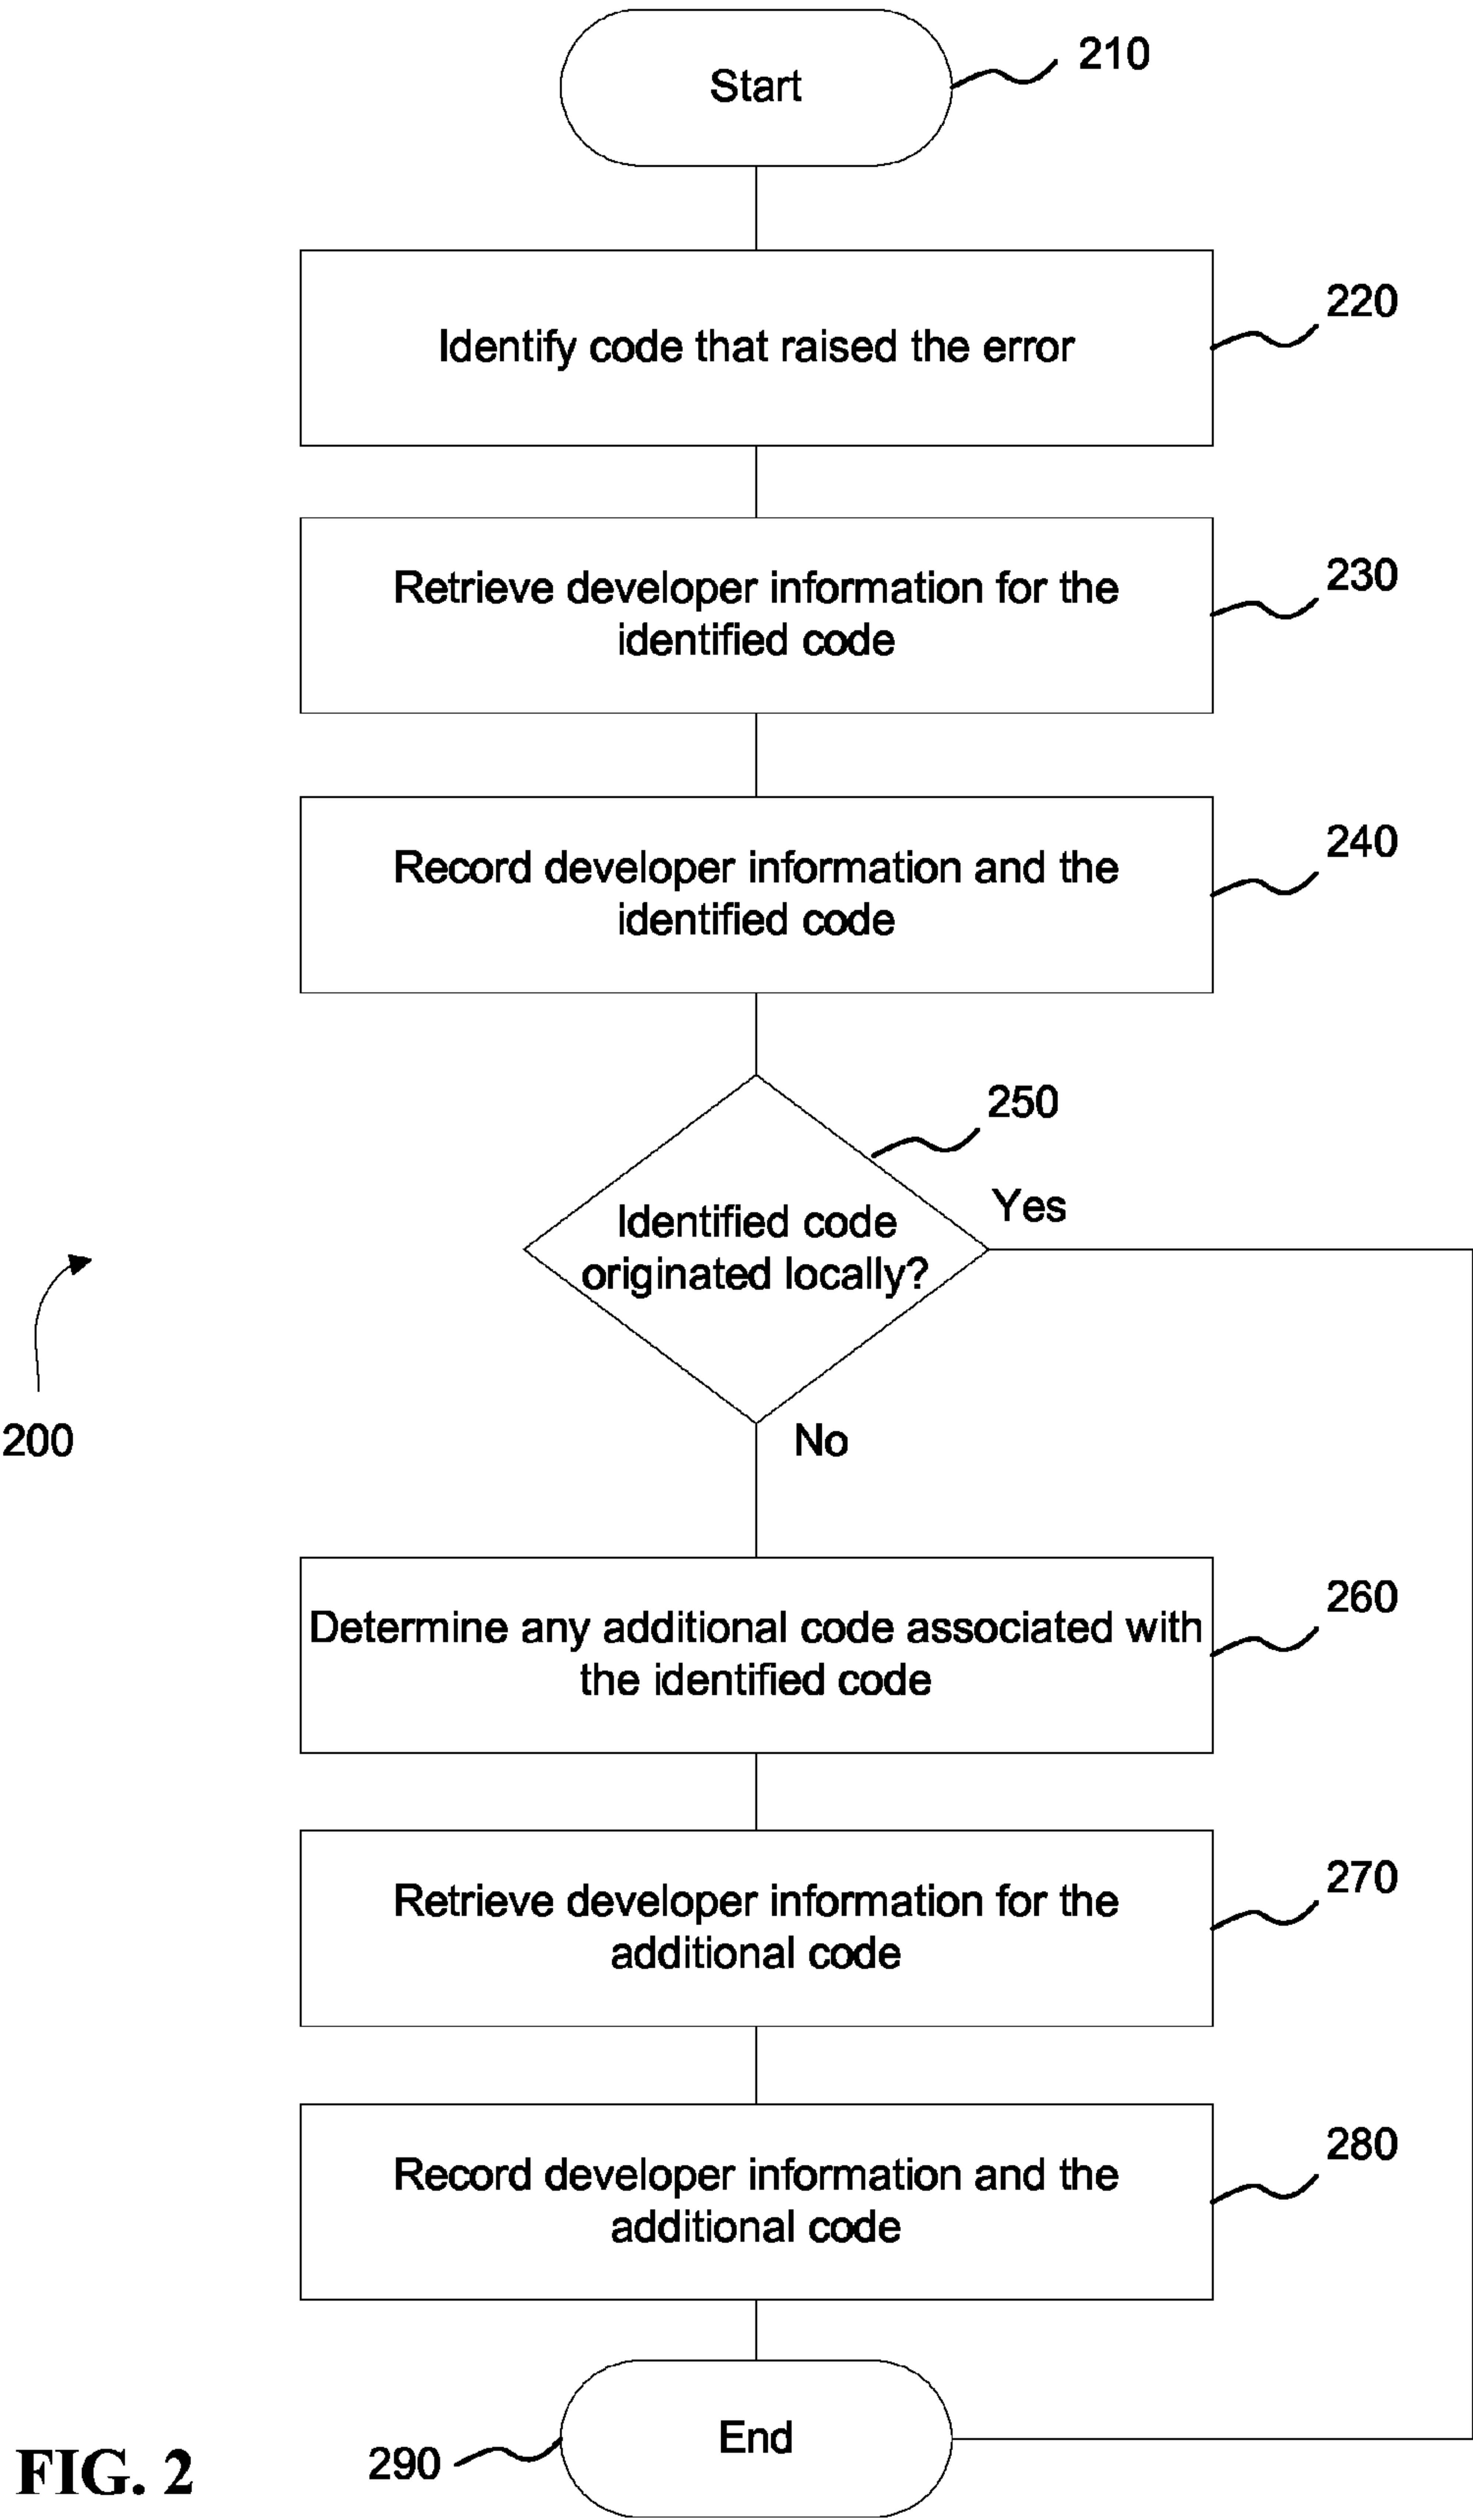 Start
210
Identify code that raised the error
220
Retrieve developer information for the
identified code
230
Record developer information and the
identified code
240
250
Identified code
originated locally?
Yes
200
No
Determine any additional code associated with
the identified code
260
Retrieve developer information for the
additional code
270
Record developer information and the
additional code
280
End
290
FIG. 2